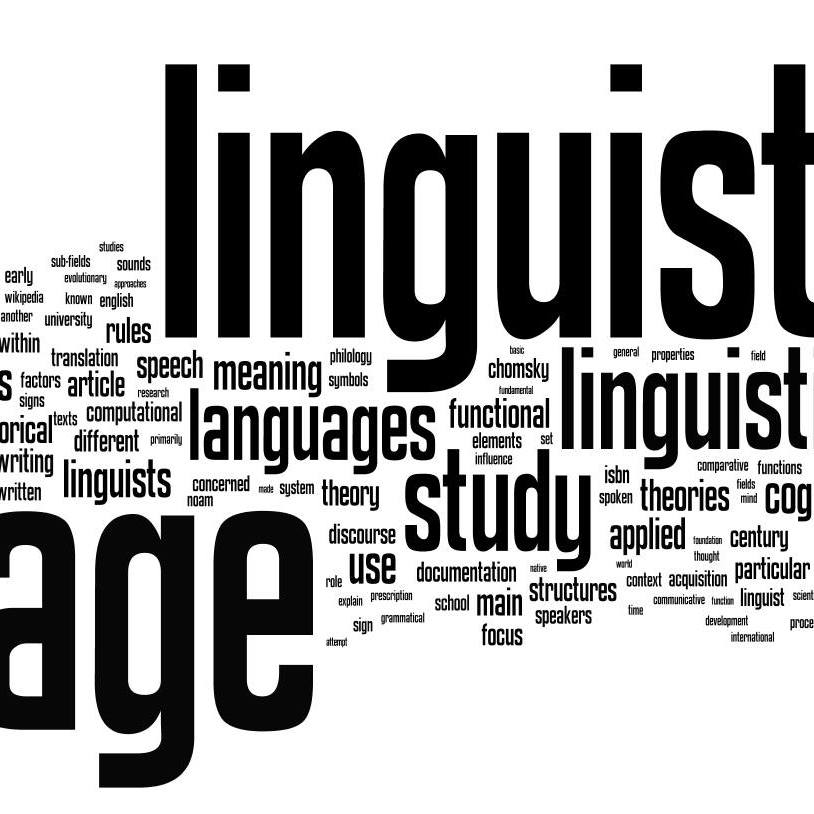 linguist
studies
sub-fields
sounds
early
evolutionary
approaches
wikipedia
known
english
another
university
rules
within
translation
speech
meaning
philology
symbols
basic
chomsky
general
properties
field
s
factors
article
research
signs
fundamental
linguisti
texts
computational
languages
functional
orical
different
primarily
elements
set
influence
writing
linguists
comparative
functions
written
concerned
noam
made
system
theory
study
isbn
spoken
theories
fields
mind
cog
age
discourse
applied
foundation
century
thought
use
documentation
native
world
particular
role
structures
context
acquisition
explain
prescription
school
main
speakers
communicative
function
linguist
scient
time
sign
grammatical
development
proce
focus
international
attempt